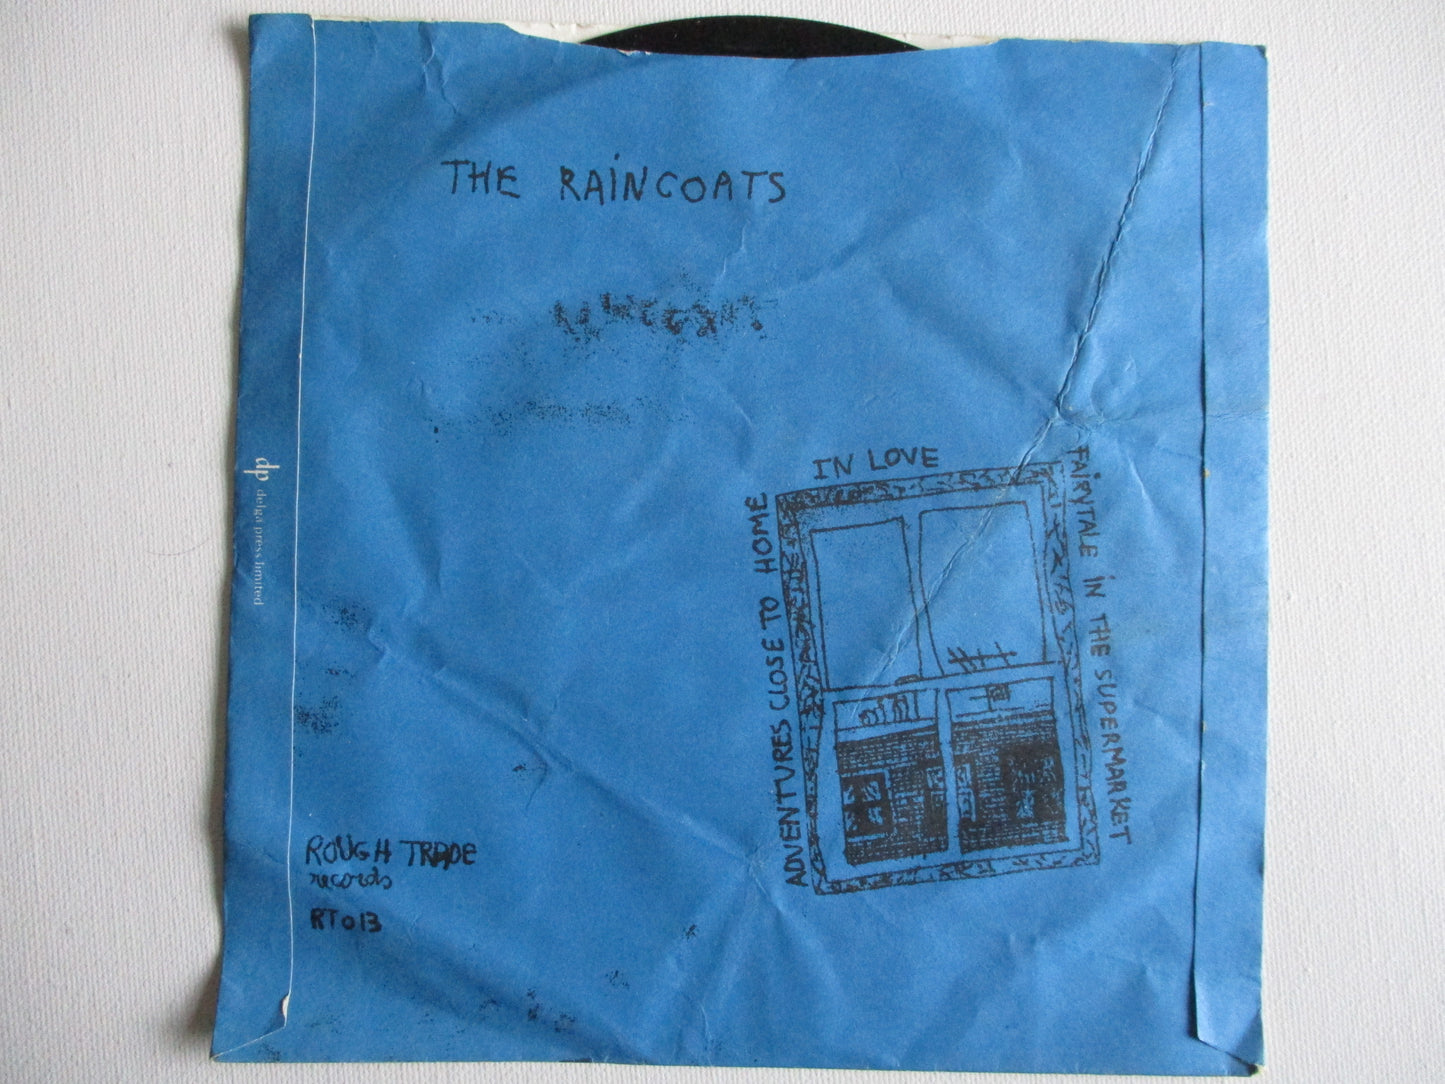 THE RAINCOATS
IN LOVE
ADVENTURES CLOSE TO HOME
FAIRYTALE IN THE SUPERMARKET
dp delga press limited
ROUGH TRADE
records
RT013